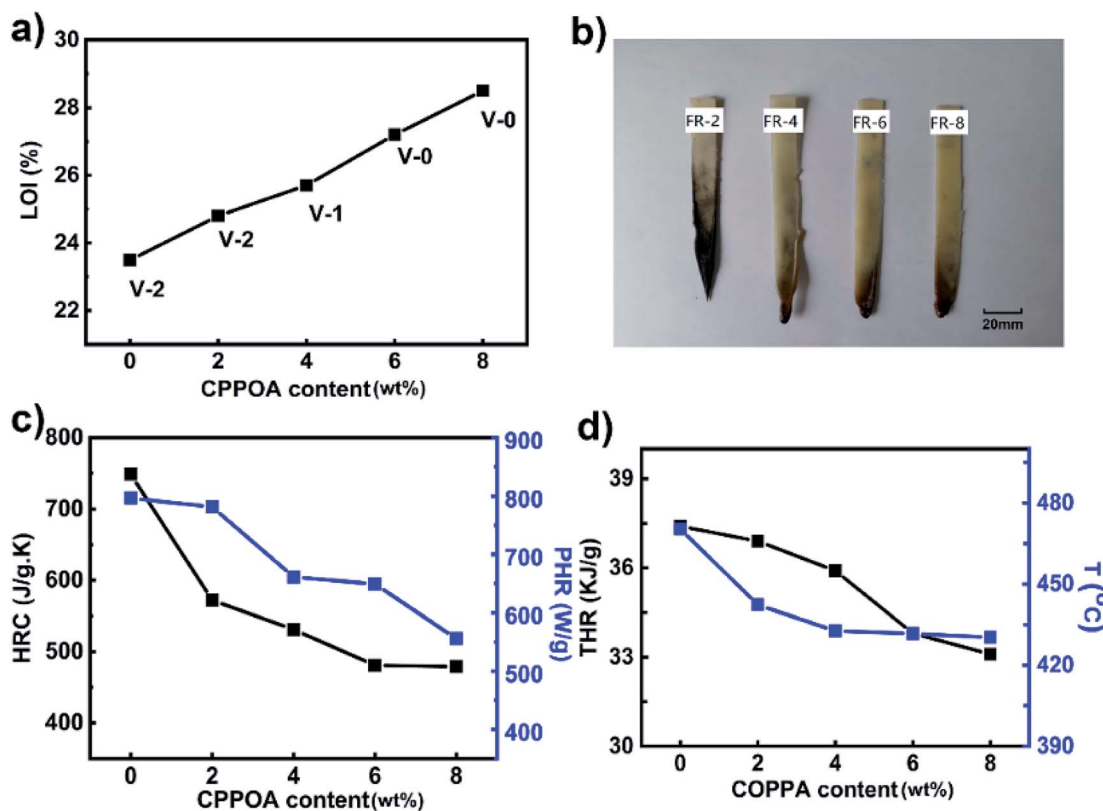 a)
30
28
26
24
22
LOI (%)
V-2
V-2
V-1
V-0
V-0
0 2 4 6 8
CPPOA content(wt%)
b)
FR-2 FR-4 FR-6 FR-8
20mm
c)
800
700
600
500
400
HRC (J/g.K)
900
800
700
600
500
400
PHR (W/g)
0 2 4 6 8
CPPOA content(wt%)
d)
39
36
33
30
THR (KJ/g)
480
450
420
390
T (°C)
0 2 4 6 8
COPPA content(wt%)